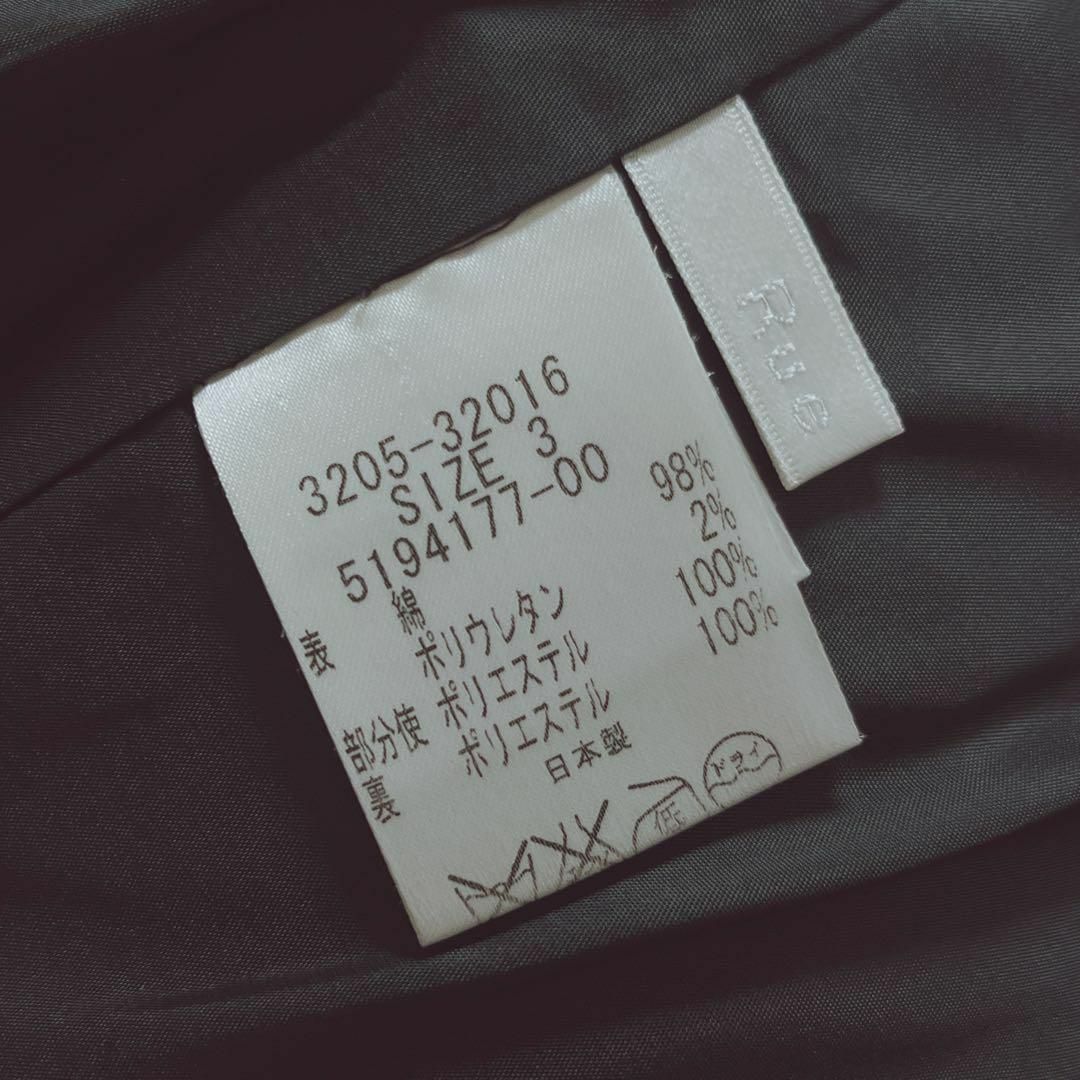 3205-32016
SIZE 3
5194177-00
表 綿 98%
ポリウレタン 2%
部分使 ポリエステル 100%
裏 ポリエステル 100%
日本製
低
ドライ
Rue